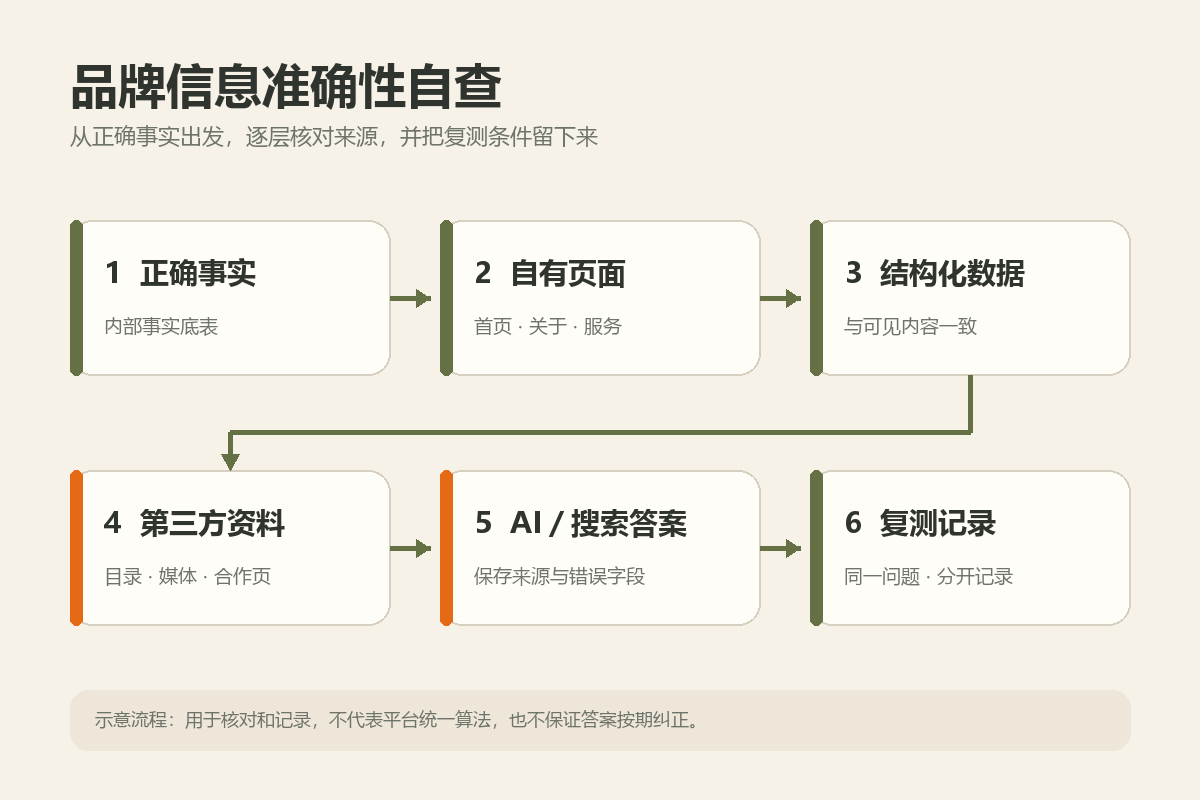 品牌信息准确性自查
从正确事实出发，逐层核对来源，并把复测条件留下来
1 正确事实
内部事实底表
2 自有页面
首页 · 关于 · 服务
3 结构化数据
与可见内容一致
4 第三方资料
目录 · 媒体 · 合作页
5 AI / 搜索答案
保存来源与错误字段
6 复测记录
同一问题 · 分开记录
示意流程：用于核对和记录，不代表平台统一算法，也不保证答案按期纠正。